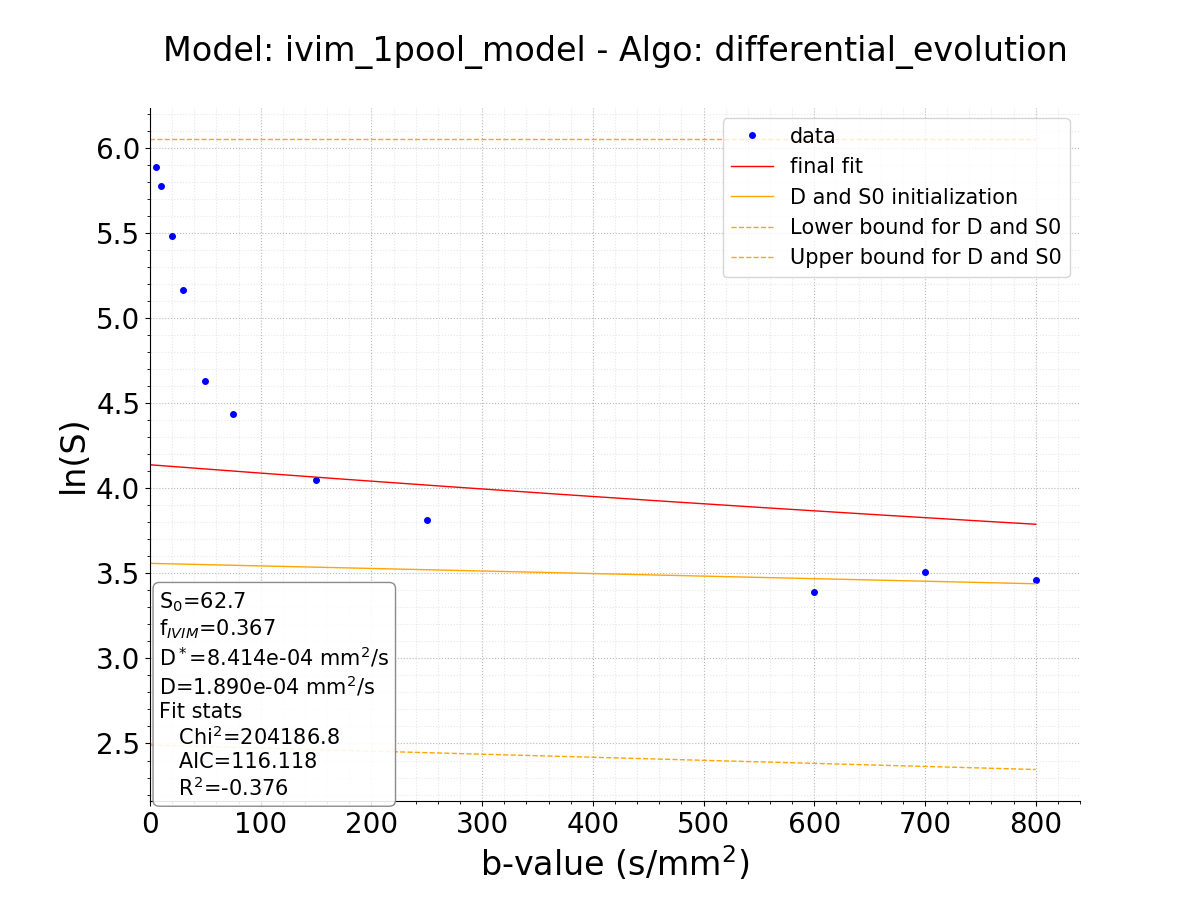 Model: ivim_1pool_model - Algo: differential_evolution
6.0
5.5
5.0
4.5
4.0
3.5
3.0
2.5
ln(S)
data
final fit
D and S0 initialization
Lower bound for D and S0
Upper bound for D and S0
S₀=62.7
f_IVIM=0.367
D*=8.414e-04 mm²/s
D=1.890e-04 mm²/s
Fit stats
Chi²=204186.8
AIC=116.118
R²=-0.376
0 100 200 300 400 500 600 700 800
b-value (s/mm²)